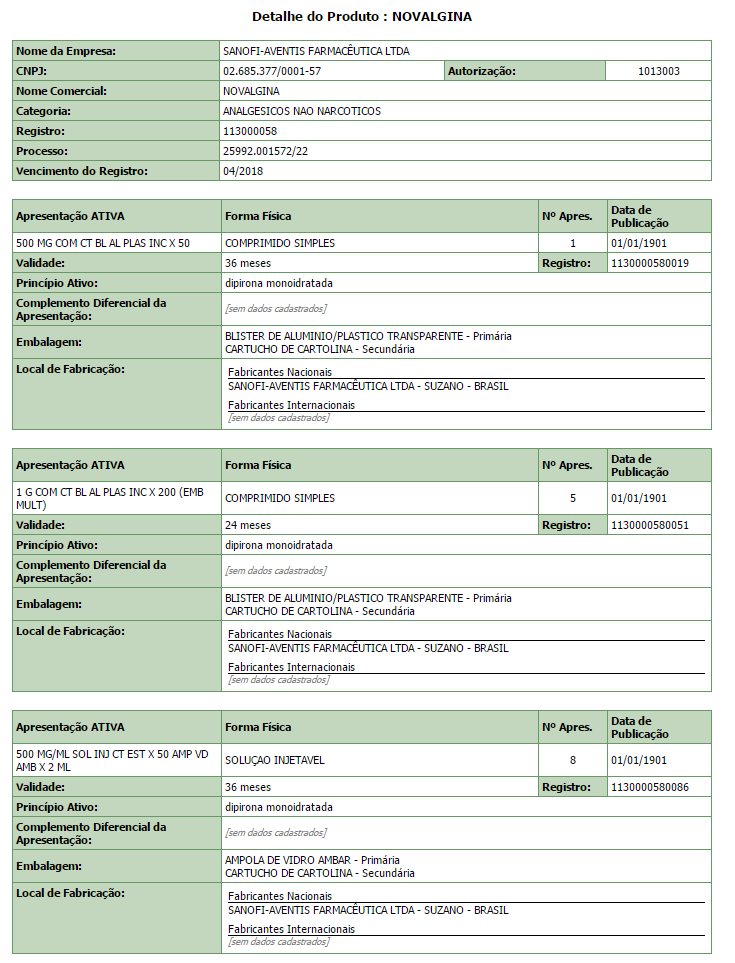 Detalhe do Produto : NOVALGINA
Nome da Empresa: SANOFI-AVENTIS FARMACÊUTICA LTDA
CNPJ: 02.685.377/0001-57 Autorização: 1013003
Nome Comercial: NOVALGINA
Categoria: ANALGESICOS NAO NARCOTICOS
Registro: 113000058
Processo: 25992.001572/22
Vencimento do Registro: 04/2018
Apresentação ATIVA Forma Física Nº Apres. Data de
Publicação
500 MG COM CT BL AL PLAS INC X 50 COMPRIMIDO SIMPLES 1 01/01/1901
Validade: 36 meses Registro: 1130000580019
Princípio Ativo: dipirona monoidratada
Complemento Diferencial da
Apresentação: [sem dados cadastrados]
Embalagem: BLISTER DE ALUMINIO/PLASTICO TRANSPARENTE - Primária
CARTUCHO DE CARTOLINA - Secundária
Local de Fabricação: Fabricantes Nacionais
SANOFI-AVENTIS FARMACÊUTICA LTDA - SUZANO - BRASIL
Fabricantes Internacionais
[sem dados cadastrados]
Apresentação ATIVA Forma Física Nº Apres. Data de
Publicação
1 G COM CT BL AL PLAS INC X 200 (EMB
MULT) COMPRIMIDO SIMPLES 5 01/01/1901
Validade: 24 meses Registro: 1130000580051
Princípio Ativo: dipirona monoidratada
Complemento Diferencial da
Apresentação: [sem dados cadastrados]
Embalagem: BLISTER DE ALUMINIO/PLASTICO TRANSPARENTE - Primária
CARTUCHO DE CARTOLINA - Secundária
Local de Fabricação: Fabricantes Nacionais
SANOFI-AVENTIS FARMACÊUTICA LTDA - SUZANO - BRASIL
Fabricantes Internacionais
[sem dados cadastrados]
Apresentação ATIVA Forma Física Nº Apres. Data de
Publicação
500 MG/ML SOL INJ CT EST X 50 AMP VD
AMB X 2 ML SOLUÇAO INJETAVEL 8 01/01/1901
Validade: 36 meses Registro: 1130000580086
Princípio Ativo: dipirona monoidratada
Complemento Diferencial da
Apresentação: [sem dados cadastrados]
Embalagem: AMPOLA DE VIDRO AMBAR - Primária
CARTUCHO DE CARTOLINA - Secundária
Local de Fabricação: Fabricantes Nacionais
SANOFI-AVENTIS FARMACÊUTICA LTDA - SUZANO - BRASIL
Fabricantes Internacionais
[sem dados cadastrados]